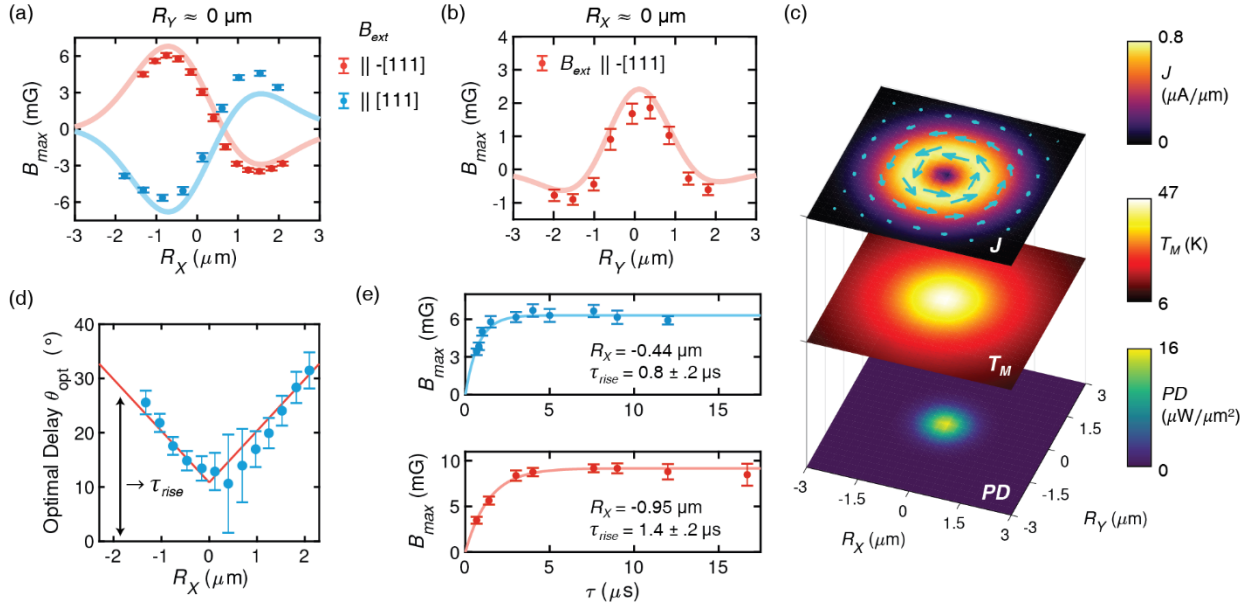 (a)
R_Y ≈ 0 μm
B_max (mG)
6
3
0
-3
-6
-3 -2 -1 0 1 2 3
R_X (μm)
B_ext
|| -[111]
|| [111]
(b)
R_X ≈ 0 μm
B_max (mG)
4
3
2
1
0
-1
B_ext || -[111]
-3 -2 -1 0 1 2 3
R_Y (μm)
(c)
0.8
J
(μA/μm)
0
47
T_M (K)
6
16
PD
(μW/μm²)
0
J
T_M
PD
-3
-1.5
0
1.5
3
R_X (μm)
3
1.5
0
-1.5
-3
R_Y (μm)
(d)
Optimal Delay θ_opt (°)
40
30
20
10
0
→ τ_rise
-2 -1 0 1 2
R_X (μm)
(e)
B_max (mG)
9
6
3
0
R_X = -0.44 μm
τ_rise = 0.8 ± .2 μs
0 5 10 15
B_max (mG)
10
5
0
R_X = -0.95 μm
τ_rise = 1.4 ± .2 μs
0 5 10 15
τ (μs)